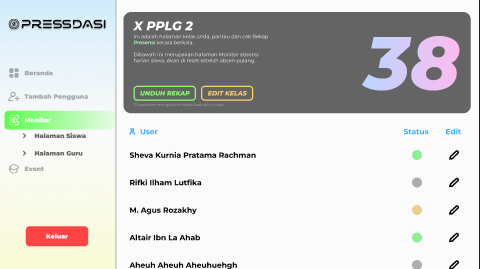 PRESSDASI
Beranda
Tambah Pengguna
Monitor
Halaman Siswa
Halaman Guru
Event
Keluar
X PPLG 2
Ini adalah halaman kelas anda, pantau dan cek Rekap
Presensi secara berkala.
Dibawah ini merupakan halaman Monitor absensi
harian siswa. Akan di reset setelah absen pulang.
UNDUH REKAP
EDIT KELAS
38
User Status Edit
Sheva Kurnia Pratama Rachman
Rifki Ilham Lutfika
M. Agus Rozakhy
Altair Ibn La Ahab
Aheuh Aheuh Aheuhuehgh